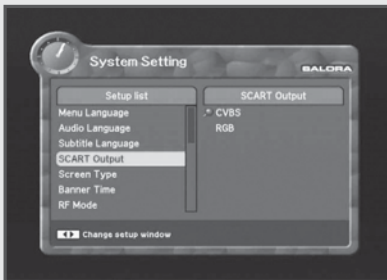 System Setting
SALORA
Setup list
Menu Language
Audio Language
Subtitle Language
SCART Output
Screen Type
Banner Time
RF Mode
SCART Output
CVBS
RGB
Change setup window